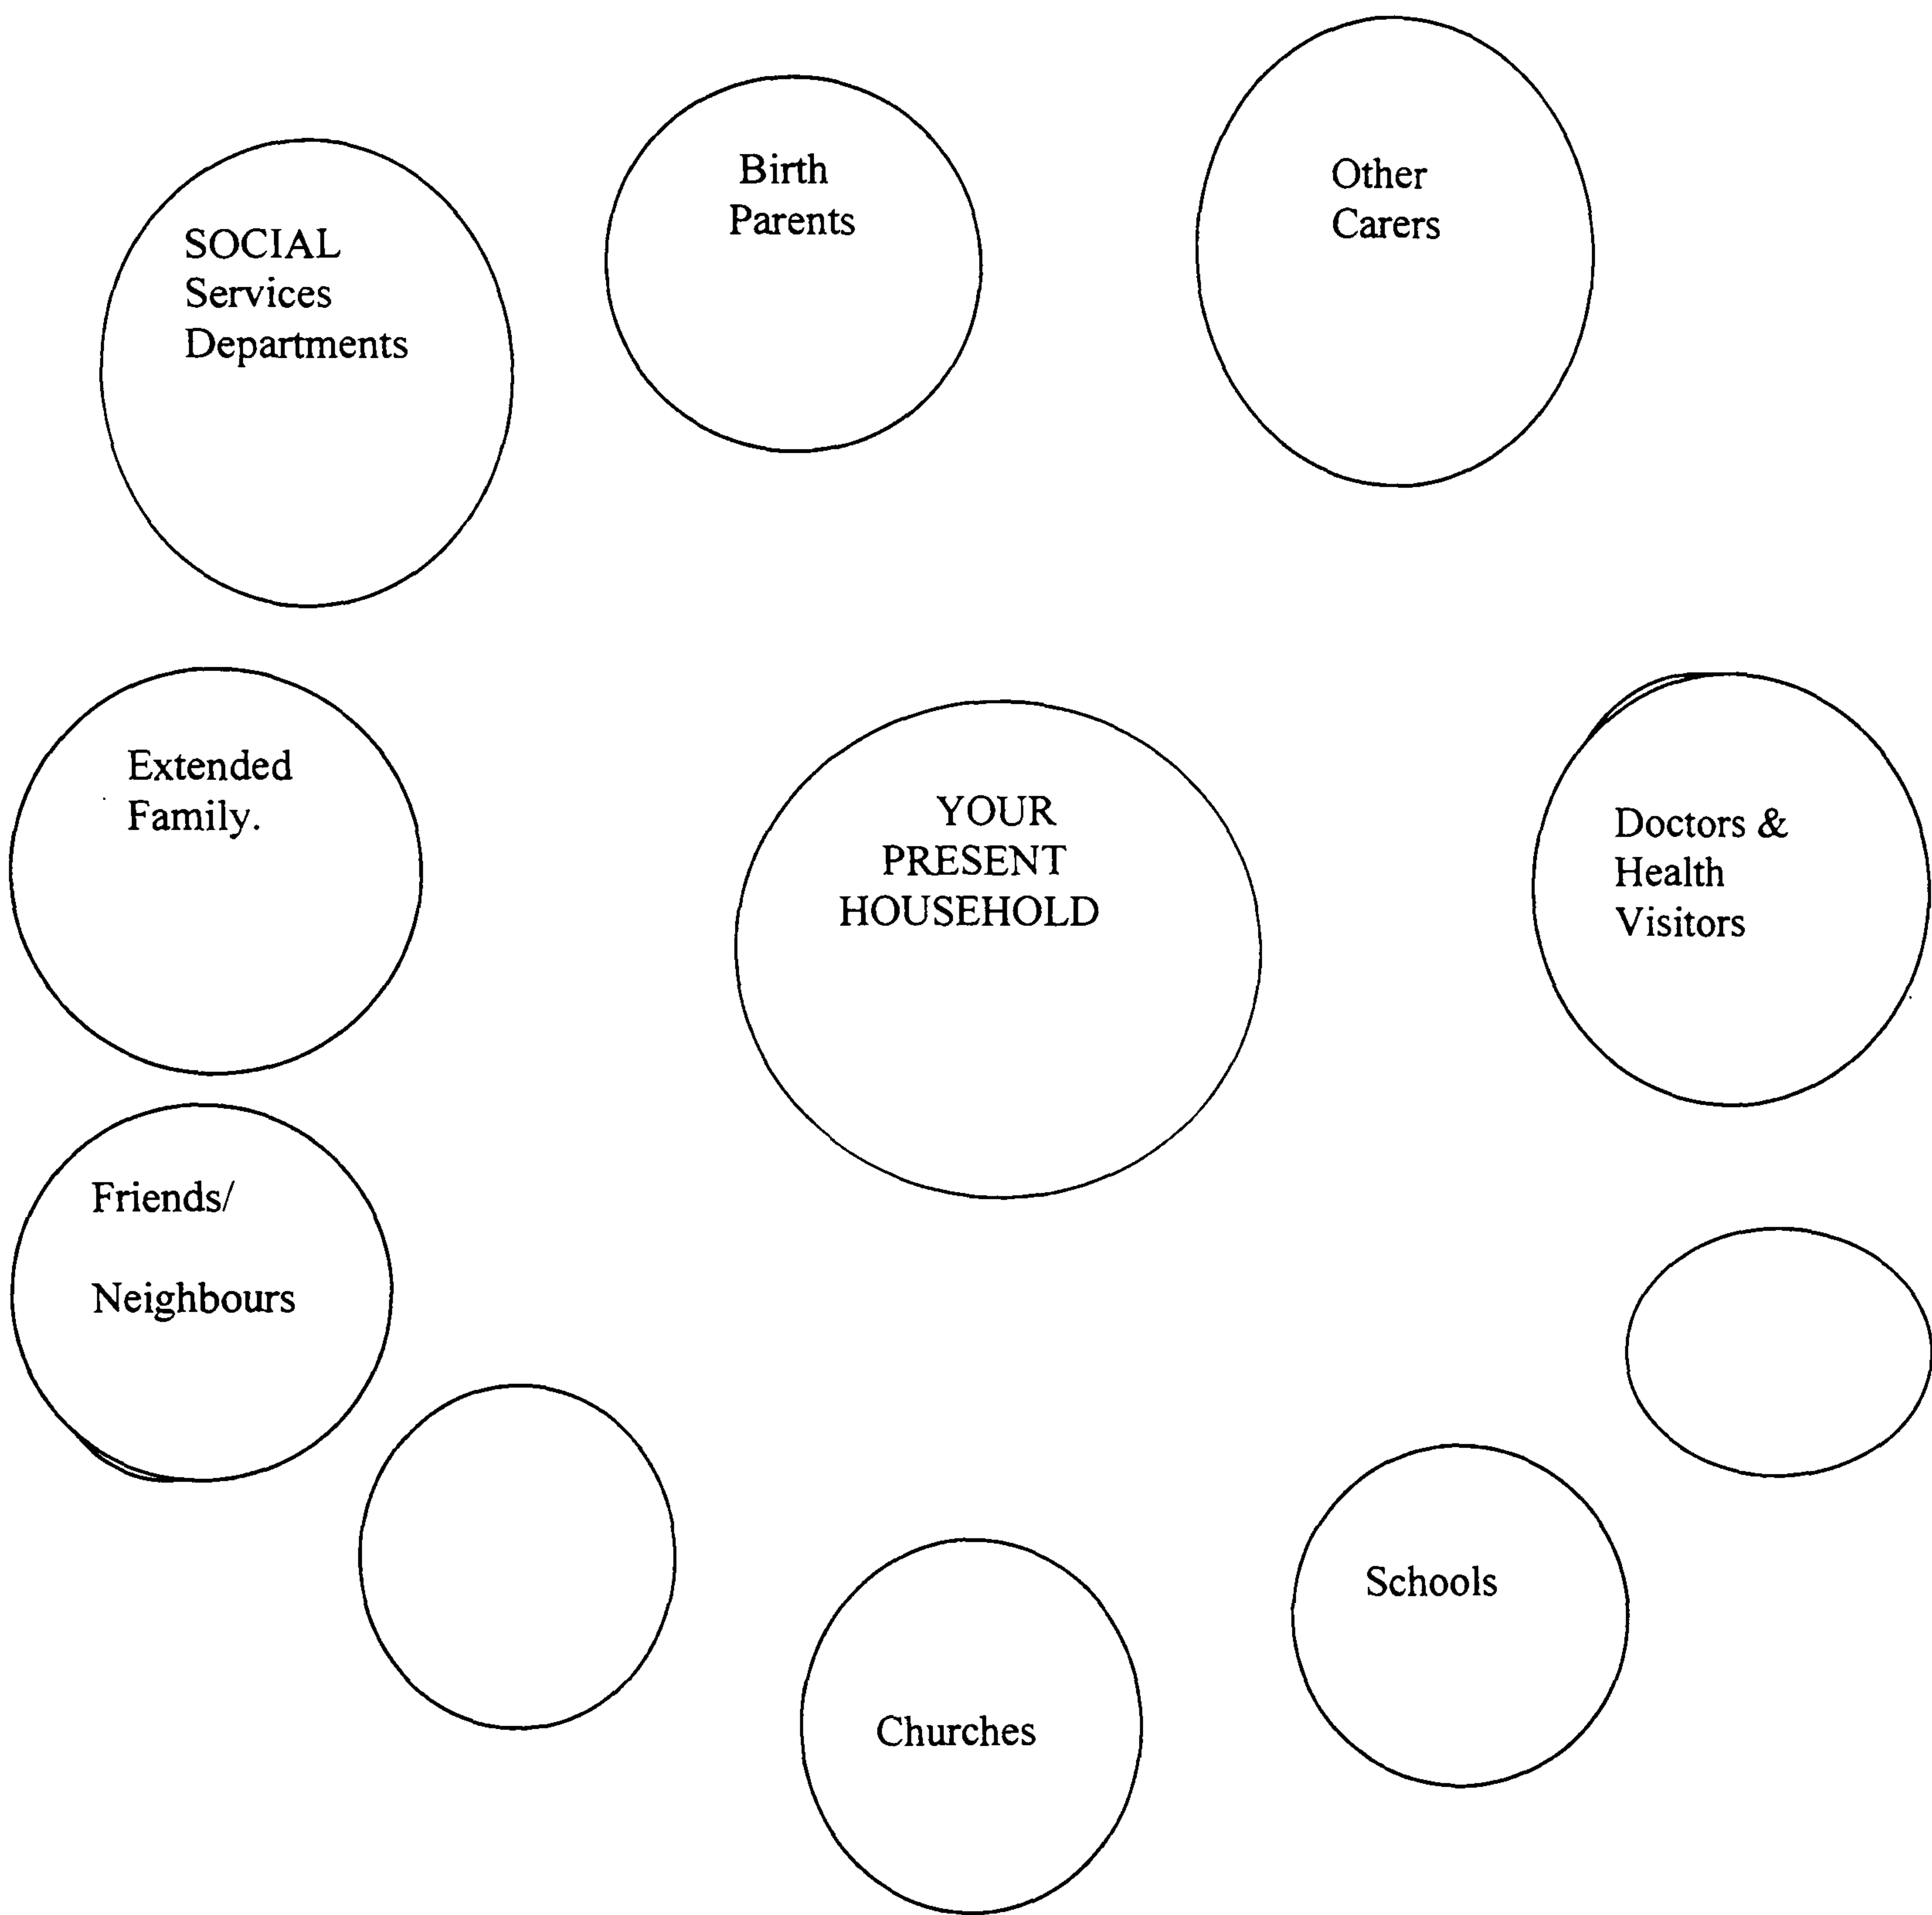 SOCIAL
Services
Departments
Birth
Parents
Other
Carers
Extended
Family.
YOUR
PRESENT
HOUSEHOLD
Doctors &
Health
Visitors
Friends/
Neighbours
Schools
Churches